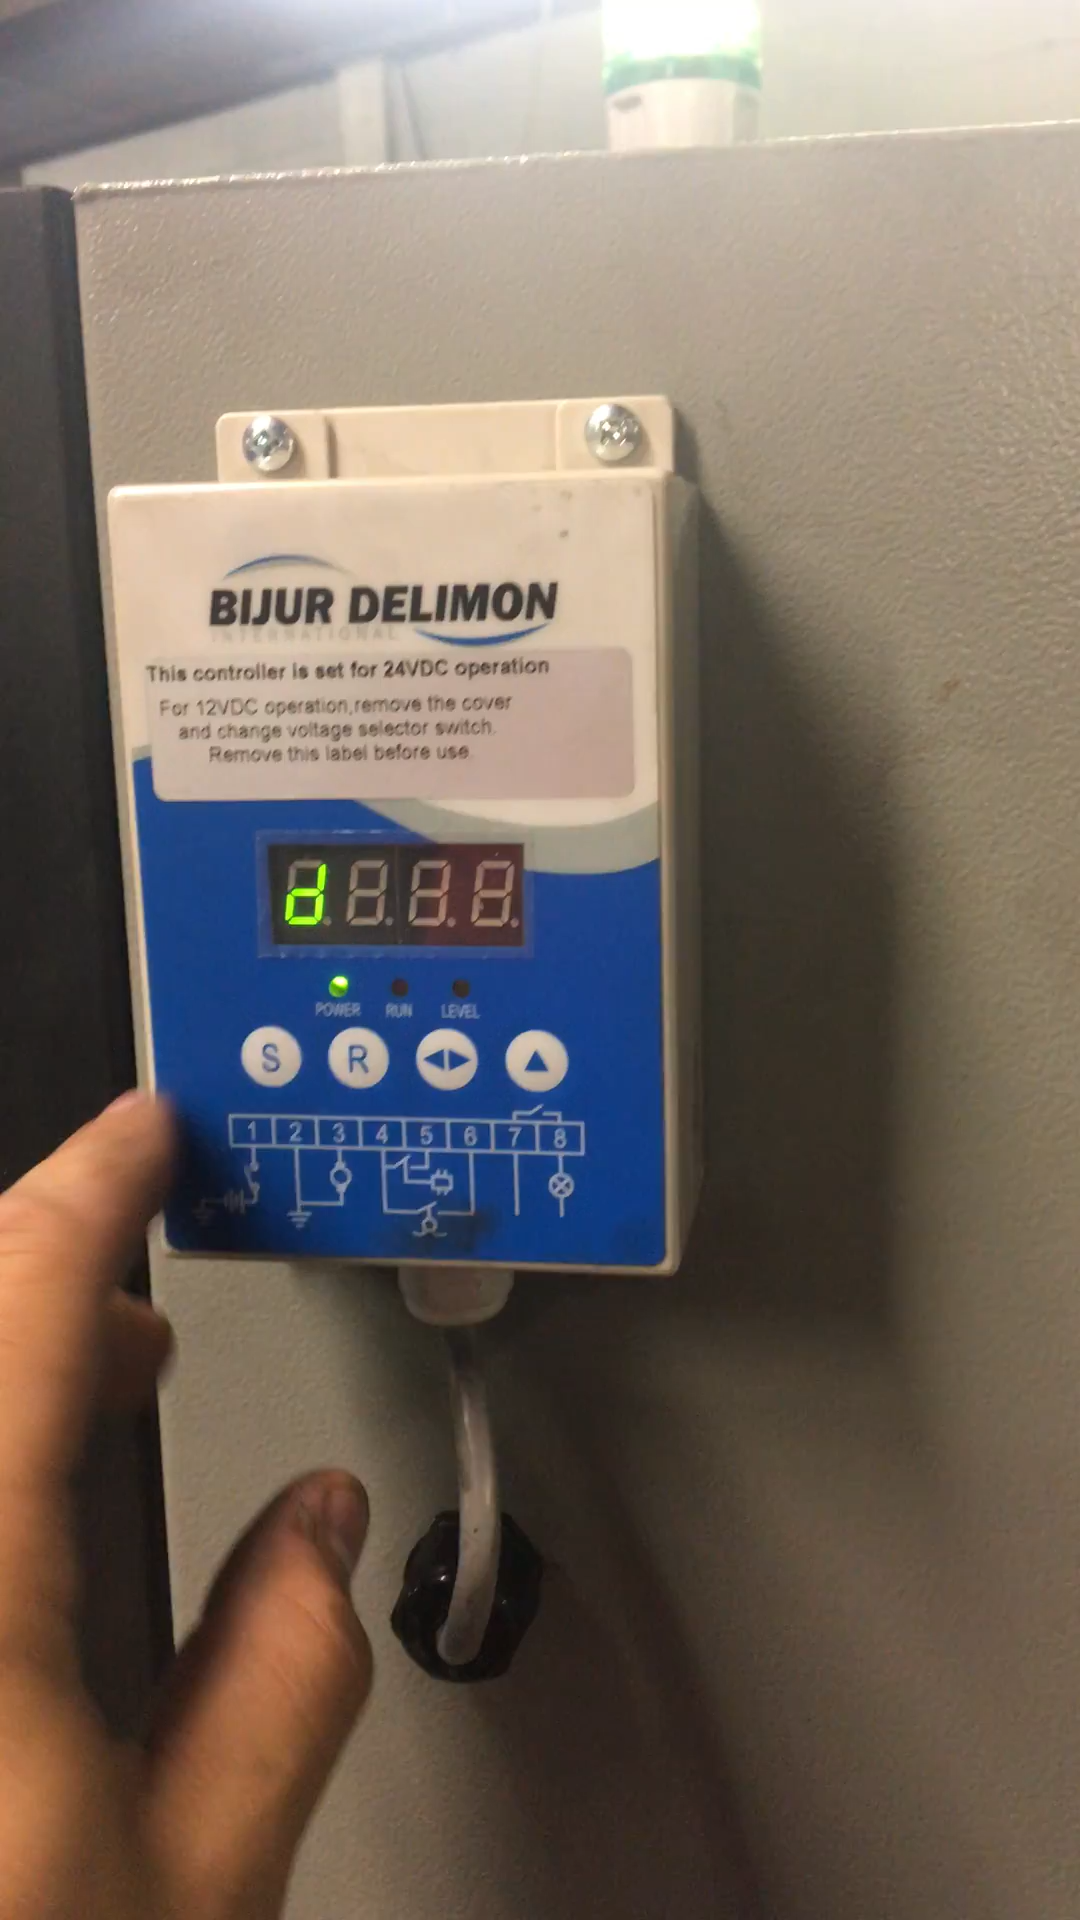 BIJUR DELIMON
INTERNATIONAL
This controller is set for 24VDC operation
For 12VDC operation,remove the cover
and change voltage selector switch.
Remove this label before use.
d
POWER RUN LEVEL
S R
1 2 3 4 5 6 7 8